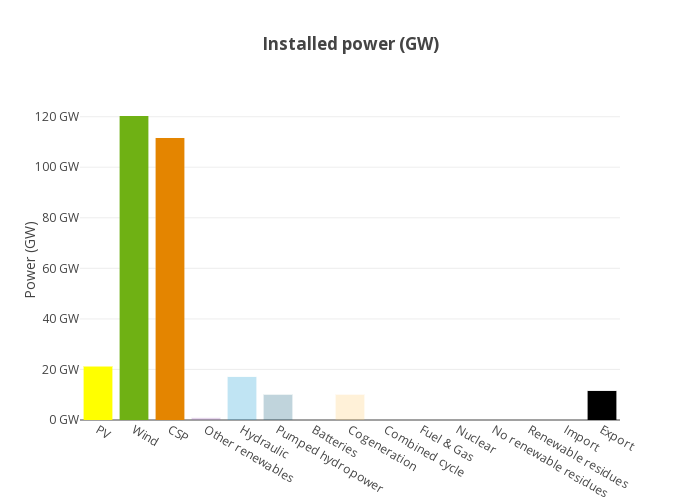 Installed power (GW)
Power (GW)
120 GW
100 GW
80 GW
60 GW
40 GW
20 GW
0 GW
PV
Wind
CSP
Other renewables
Hydraulic
Pumped hydropower
Batteries
Cogeneration
Combined cycle
Fuel & Gas
Nuclear
No renewable residues
Renewable residues
Import
Export